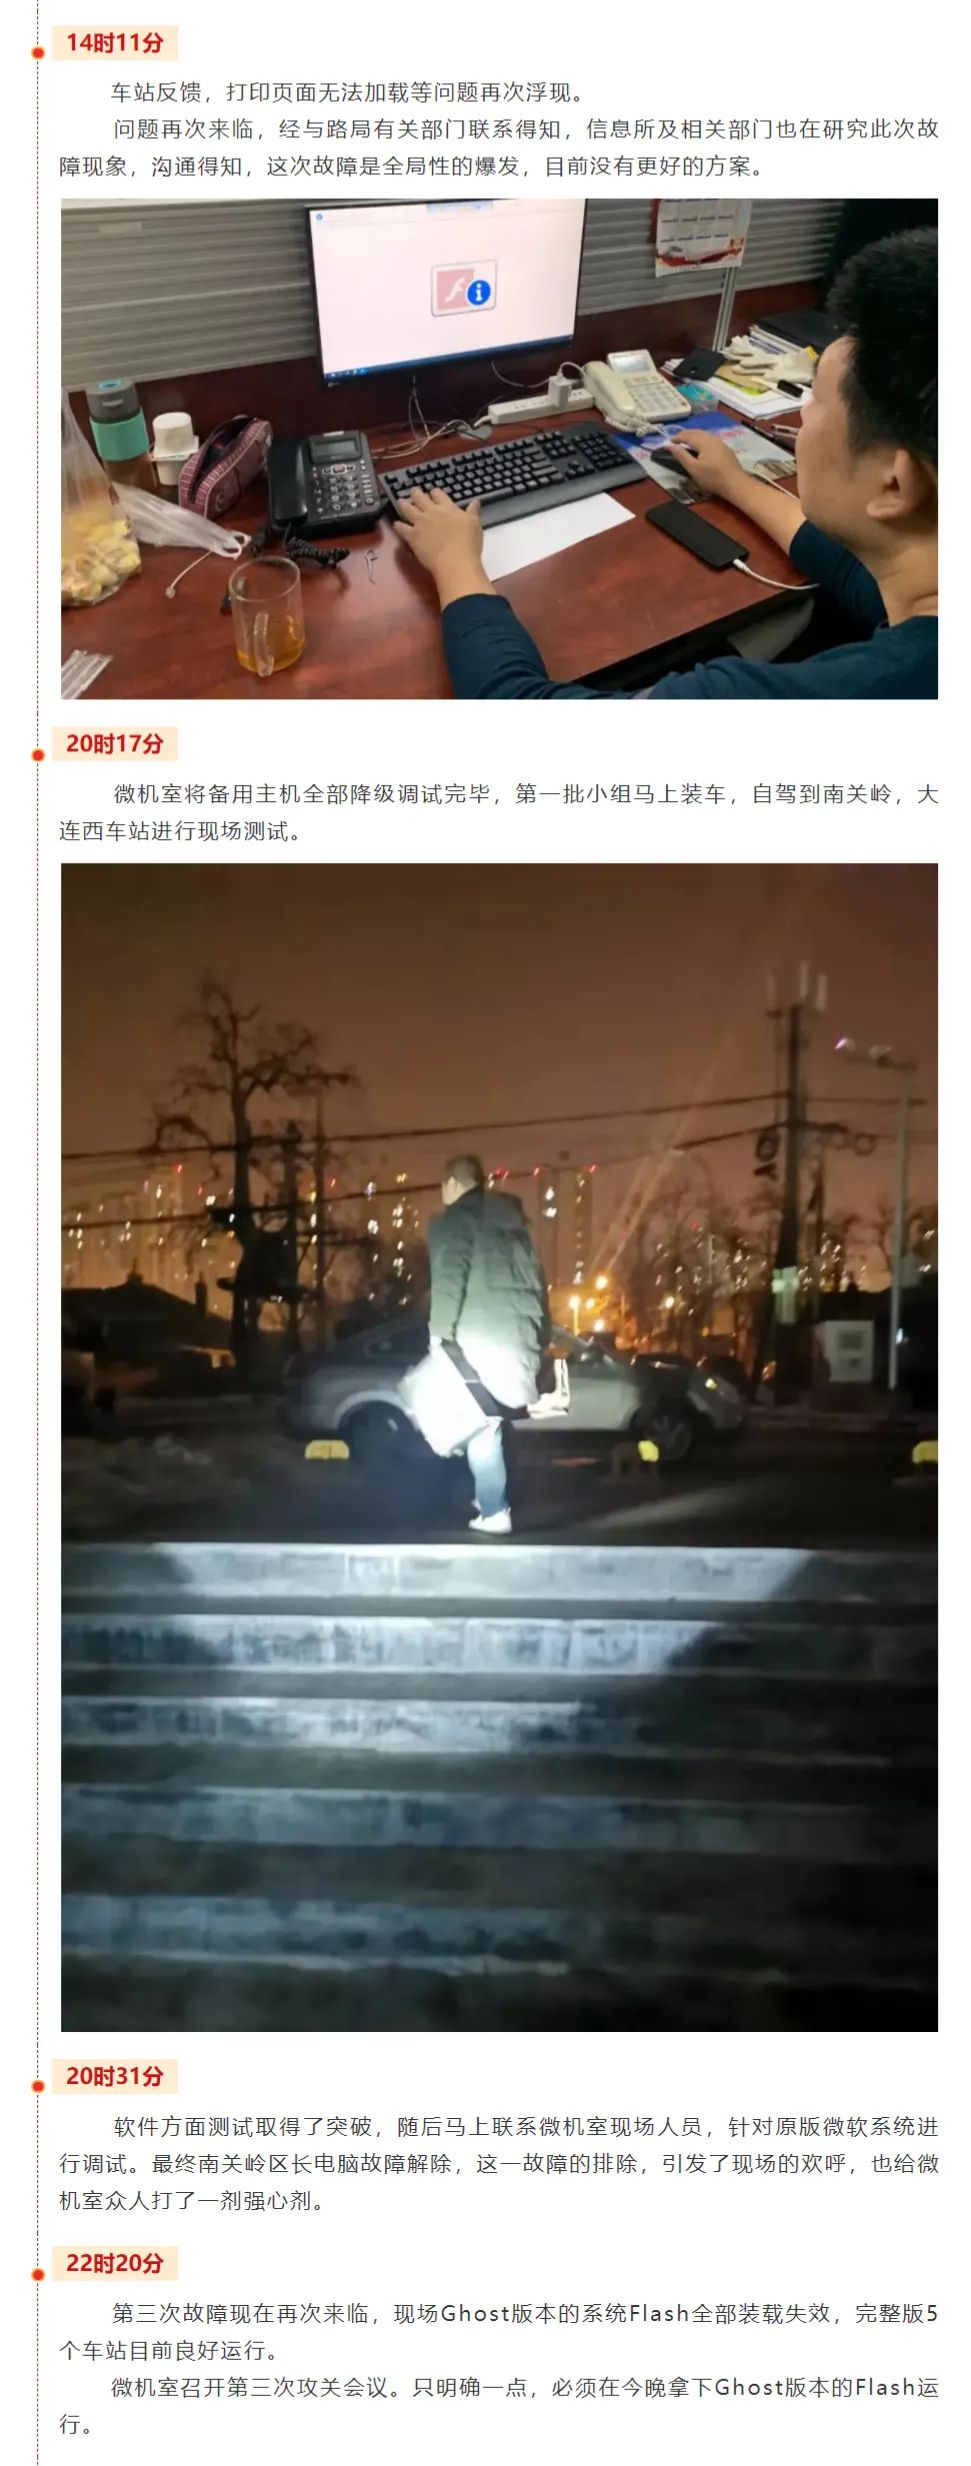 14时11分
车站反馈，打印页面无法加载等问题再次浮现。
问题再次来临，经与路局有关部门联系得知，信息所及相关部门也在研究此次故
障现象，沟通得知，这次故障是全局性的爆发，目前没有更好的方案。
20时17分
微机室将备用主机全部降级调试完毕，第一批小组马上装车，自驾到南关岭，大
连西车站进行现场测试。
20时31分
软件方面测试取得了突破，随后马上联系微机室现场人员，针对原版微软系统进
行调试。最终南关岭区长电脑故障解除，这一故障的排除，引发了现场的欢呼，也给微
机室众人打了一剂强心剂。
22时20分
第三次故障现在再次来临，现场Ghost版本的系统Flash全部装载失效，完整版5
个车站目前良好运行。
微机室召开第三次攻关会议。只明确一点，必须在今晚拿下Ghost版本的Flash运
行。